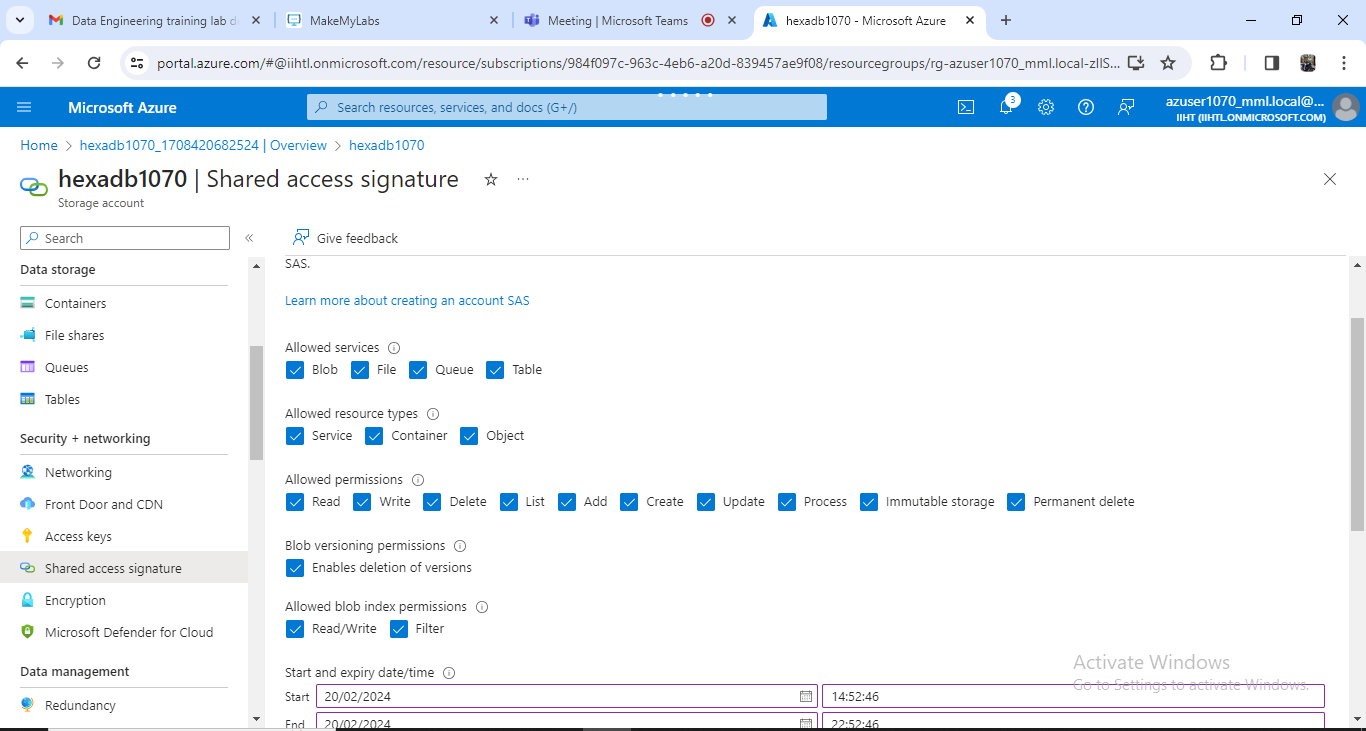 Data Engineering training lab d
MakeMyLabs
Meeting | Microsoft Teams
hexadb1070 - Microsoft Azure
portal.azure.com/#@iihtl.onmicrosoft.com/resource/subscriptions/984f097c-963c-4eb6-a20d-839457ae9f08/resourcegroups/rg-azuser1070_mml.local-zIIS...
Microsoft Azure
Search resources, services, and docs (G+/)
3
azuser1070_mml.local@...
IIHT (IIHTL.ONMICROSOFT.COM)
Home > hexadb1070_1708420682524 | Overview > hexadb1070
hexadb1070 | Shared access signature
Storage account
Search
Give feedback
Data storage
Containers
File shares
Queues
Tables
Security + networking
Networking
Front Door and CDN
Access keys
Shared access signature
Encryption
Microsoft Defender for Cloud
Data management
Redundancy
SAS.
Learn more about creating an account SAS
Allowed services
Blob File Queue Table
Allowed resource types
Service Container Object
Allowed permissions
Read Write Delete List Add Create Update Process Immutable storage Permanent delete
Blob versioning permissions
Enables deletion of versions
Allowed blob index permissions
Read/Write Filter
Start and expiry date/time
Start 20/02/2024 14:52:46
End 20/02/2024 22:52:46
Activate Windows
Go to Settings to activate Windows.